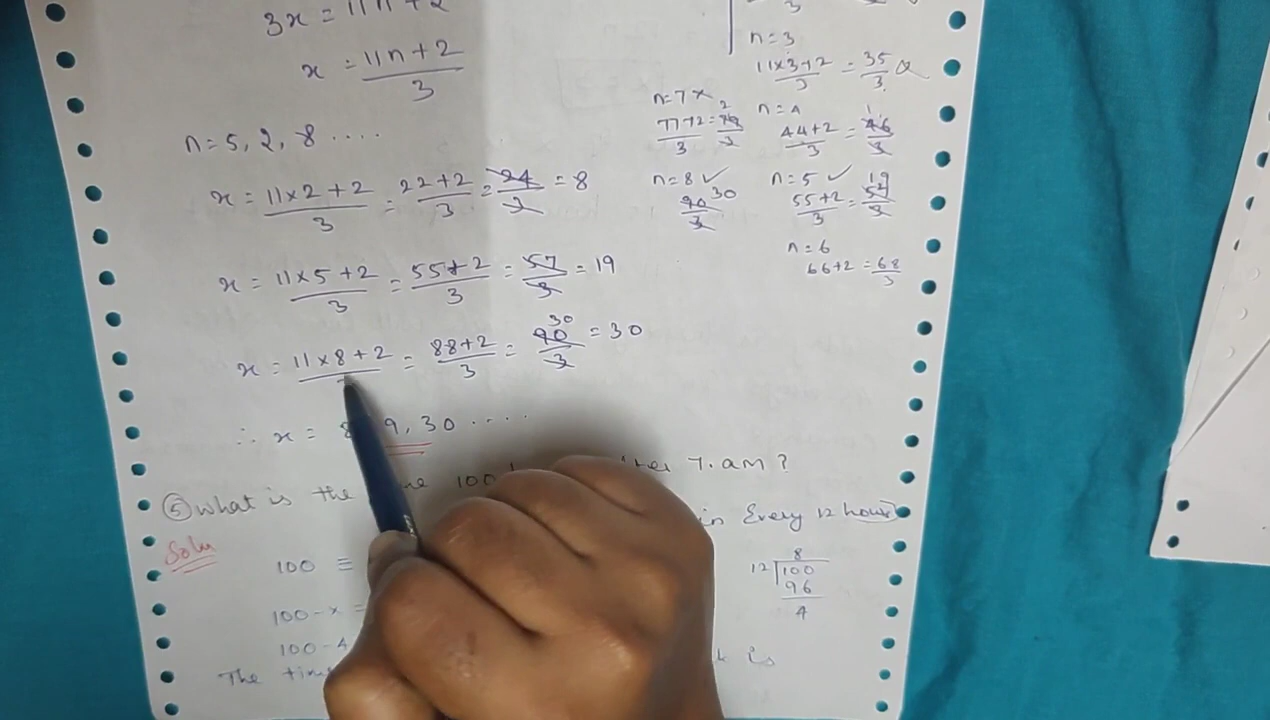 3x = 11n + 2
x = 11n + 2 / 3
n = 5, 2, 8 ....
x = 11 x 2 + 2 / 3 = 22 + 2 / 3 = 24 / 3 = 8
x = 11 x 5 + 2 / 3 = 55 + 2 / 3 = 57 / 3 = 19
x = 11 x 8 + 2 = 88 + 2 / 3 = 90 / 3 30 = 30
∴ x = 8 9, 30 ....
⑤ What is the 100 7. am?
in Every 12 hours
Solu
100 ≡
100 - x =
100 - 4
The is
n = 3
11 x 3 + 2 / 3 = 35 / 3
n = 7 x
77 + 2 / 3 =
n = 4
44 + 2 / 3 = 46 / 3
n = 8 ✓
90 / 3 30
n = 5 ✓
55 + 2 / 3 = 57 / 3 19
n = 6
66 + 2 = 68 / 3
8
12 100
96
4